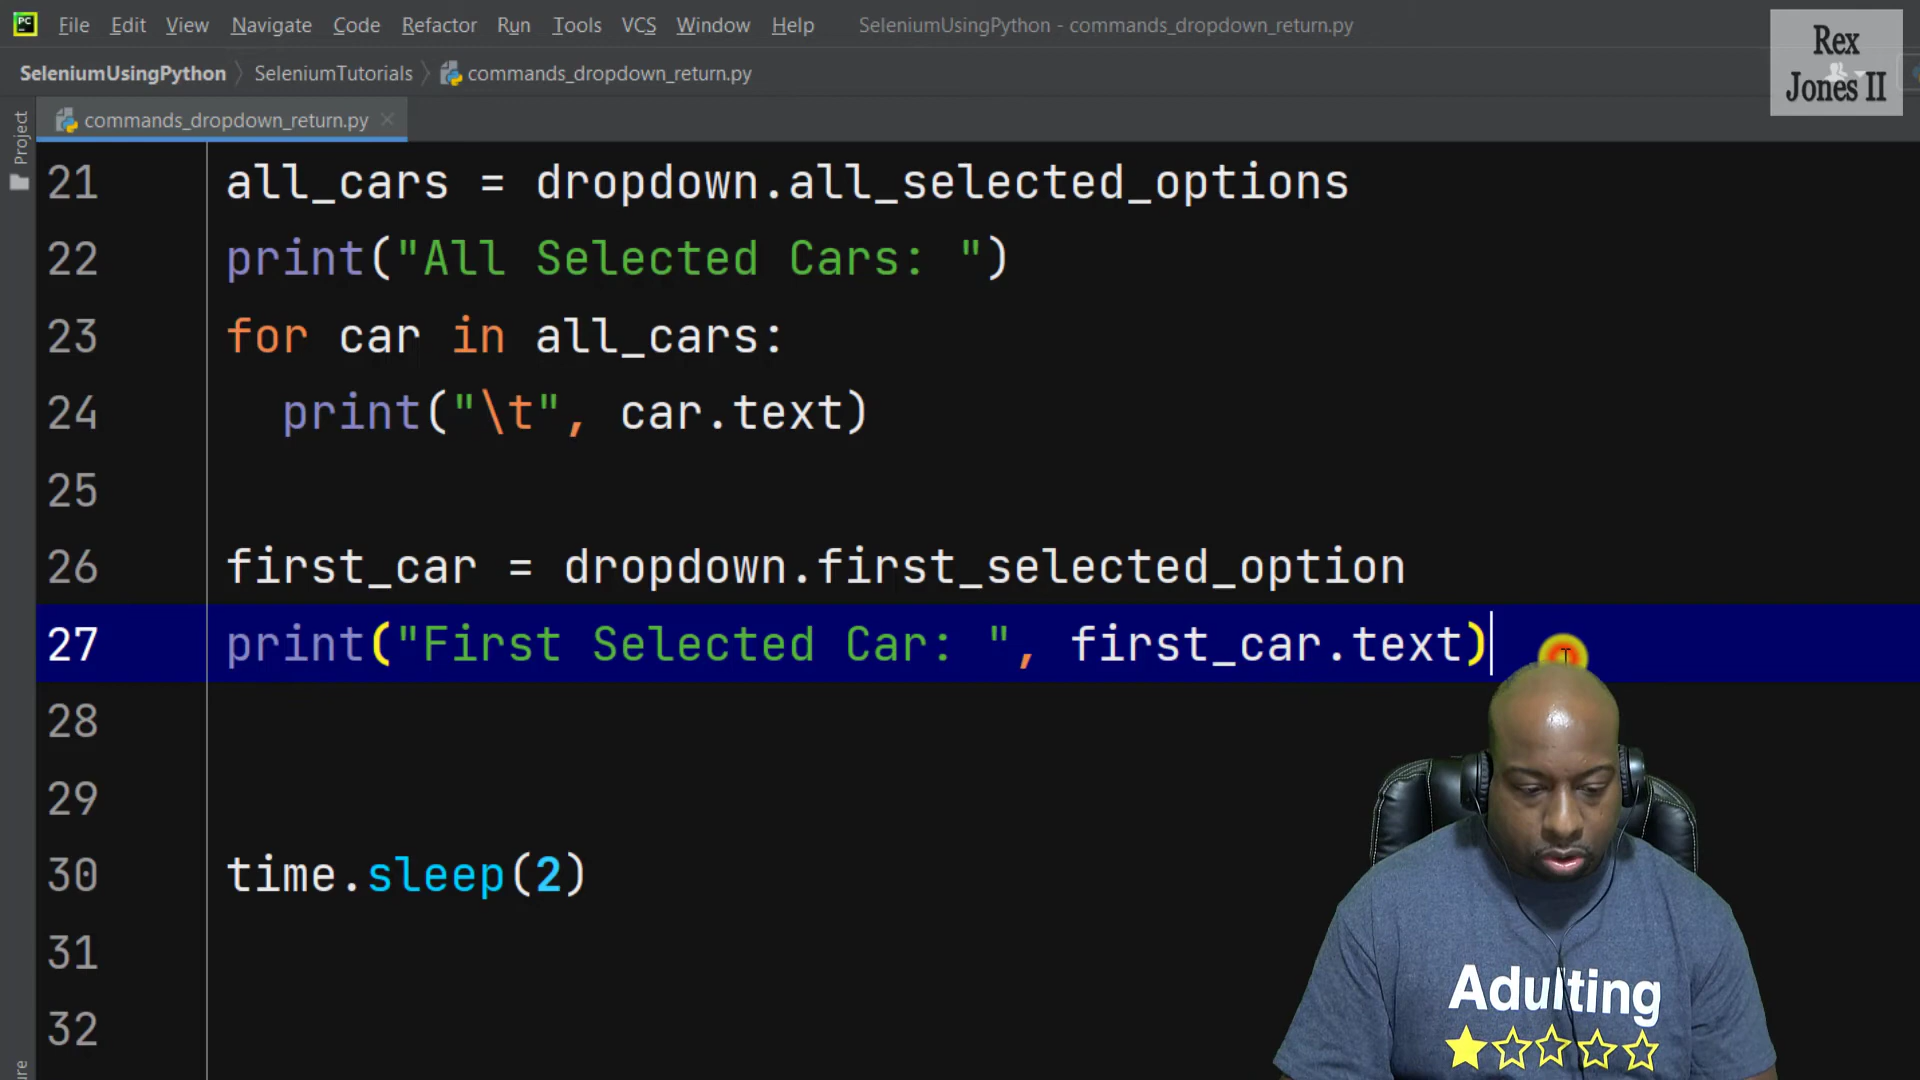 PC File Edit View Navigate Code Refactor Run Tools VCS Window Help SeleniumUsingPython - commands_dropdown_return.py
Rex
Jones II
SeleniumUsingPython SeleniumTutorials commands_dropdown_return.py
Project
commands_dropdown_return.py
21 all_cars = dropdown.all_selected_options
22 print("All Selected Cars: ")
23 for car in all_cars:
24 print("\t", car.text)
25
26 first_car = dropdown.first_selected_option
27 print("First Selected Car: ", first_car.text)
28
29
30 time.sleep(2)
31
32
Adulting